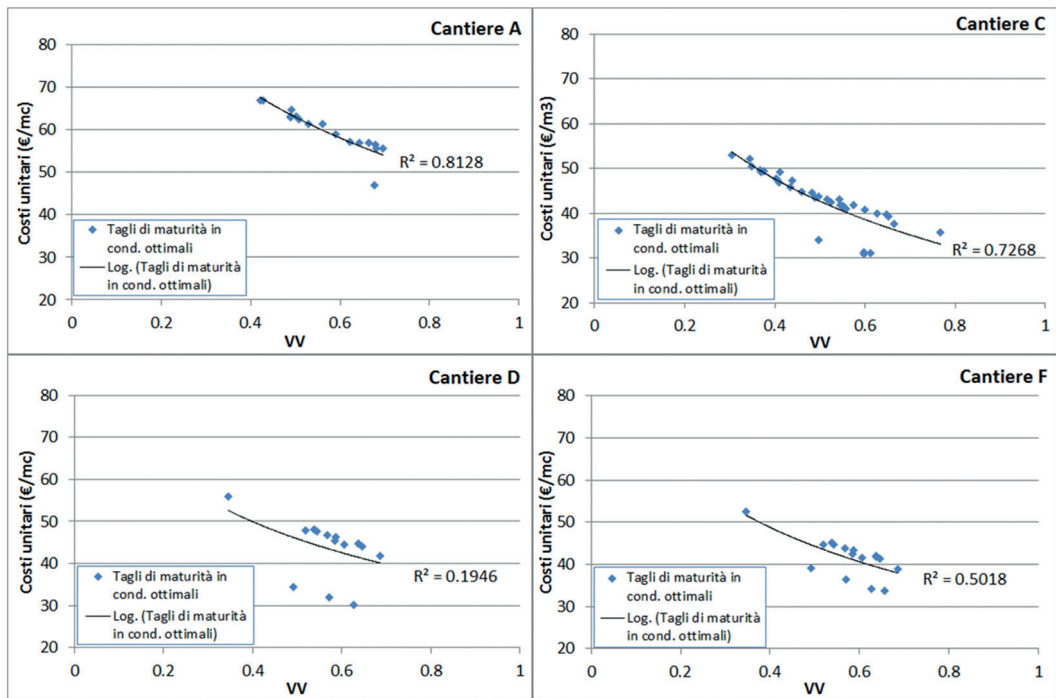 Cantiere A
Costi unitari (€/mc)
80
70
60
50
40
30
20
R² = 0.8128
Tagli di maturità in
cond. ottimali
Log. (Tagli di maturità
in cond. ottimali)
0
0.2
0.4
0.6
0.8
1
VV
Cantiere C
Costi unitari (€/m3)
80
70
60
50
40
30
20
R² = 0.7268
Tagli di maturità in
cond. ottimali
Log. (Tagli di maturità
in cond. ottimali)
0
0.2
0.4
0.6
0.8
1
VV
Cantiere D
Costi unitari (€/mc)
80
70
60
50
40
30
20
R² = 0.1946
Tagli di maturità in
cond. ottimali
Log. (Tagli di maturità
in cond. ottimali)
0
0.2
0.4
0.6
0.8
1
VV
Cantiere F
Costi unitari (€/mc)
80
70
60
50
40
30
20
R² = 0.5018
Tagli di maturità in
cond. ottimali
Log. (Tagli di maturità
in cond. ottimali)
0
0.2
0.4
0.6
0.8
1
VV